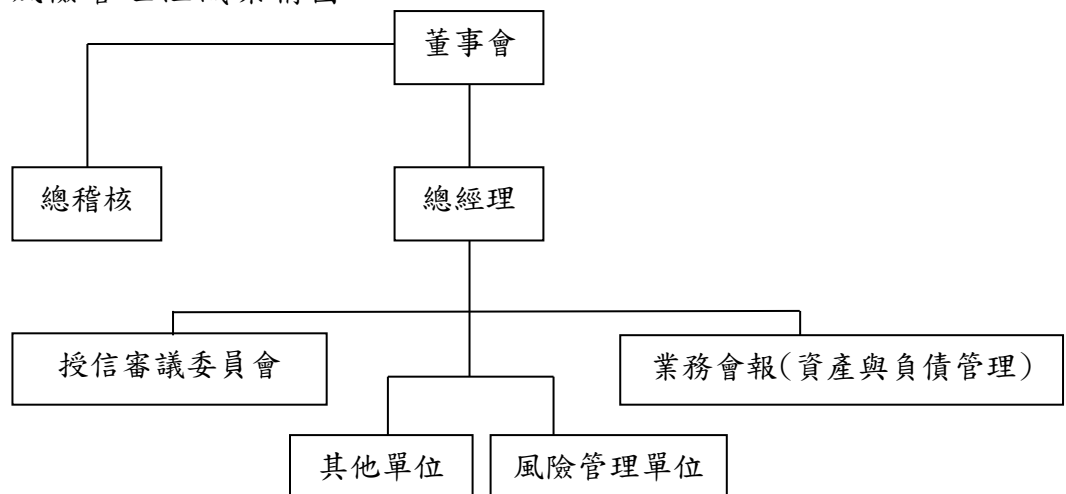 董事會
總稽核
總經理
授信審議委員會
業務會報(資產與負債管理)
其他單位
風險管理單位